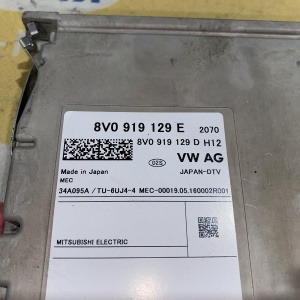 8V0 919 129 E 2070
8V0 919 129 D H12
DZS VW AG
Made in Japan JAPAN-DTV
MEC
34A095A / TU-6UJ4-4 MEC-00019.05.160002R001
MITSUBISHI ELECTRIC